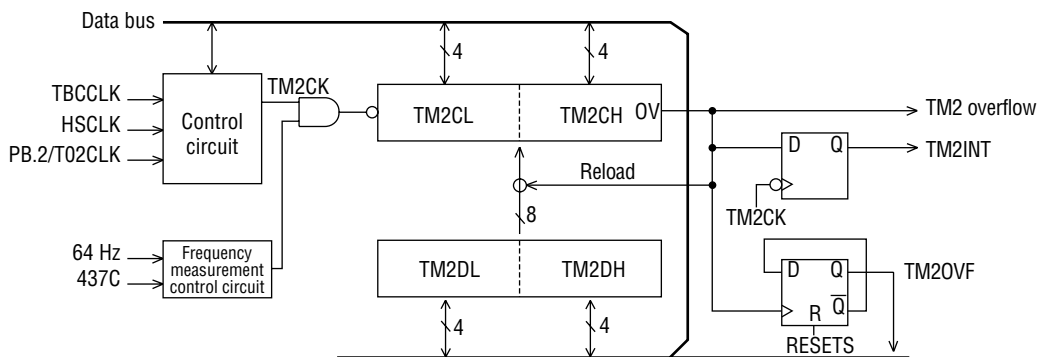 Data bus
4
4
TM2CK
TBCCLK
HSCLK
PB.2/T02CLK
Control
circuit
TM2CL
TM2CH
OV
TM2 overflow
D
Q
TM2INT
TM2CK
Reload
8
64 Hz
437C
Frequency
measurement
control circuit
TM2DL
TM2DH
D
Q
Q
R
TM2OVF
RESETS
4
4